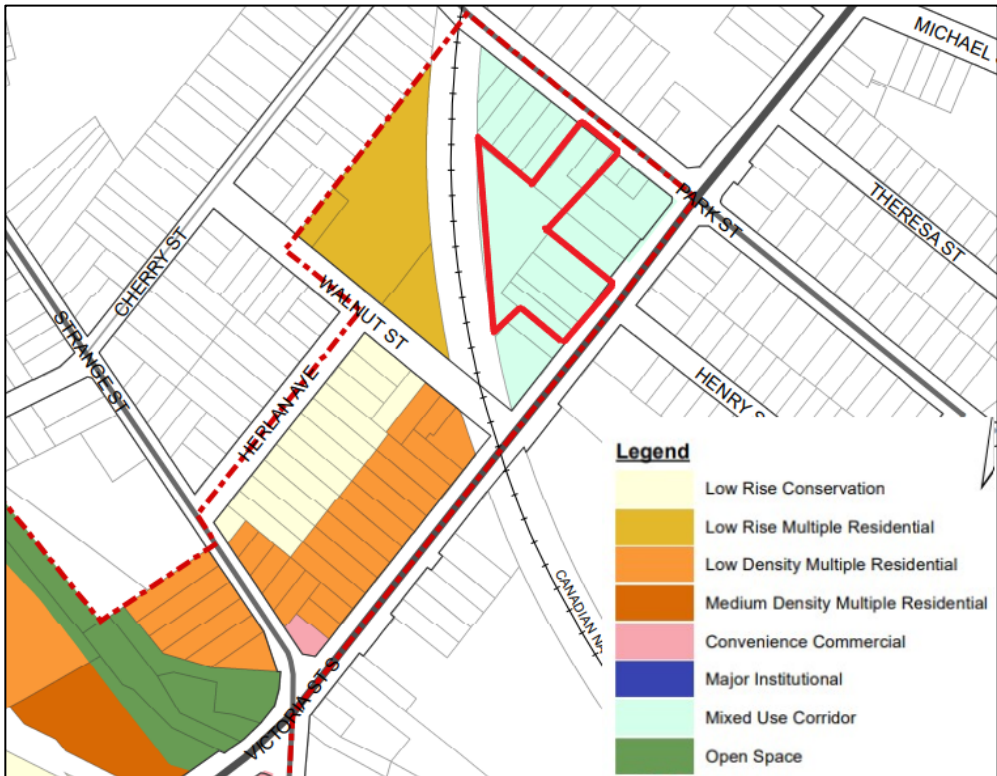 MICHAEL
PARK ST
THERESA ST
CHERRY ST
WALNUT ST
STRANGE ST
HERLAN AVE
HENRY S
CANADIAN NA
VICTORIA ST S
Legend
Low Rise Conservation
Low Rise Multiple Residential
Low Density Multiple Residential
Medium Density Multiple Residential
Convenience Commercial
Major Institutional
Mixed Use Corridor
Open Space